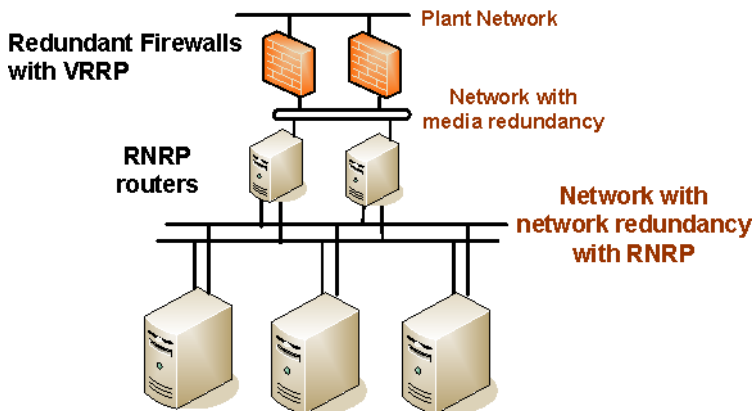 Plant Network
Redundant Firewalls
with VRRP
Network with
media redundancy
RNRP
routers
Network with
network redundancy
with RNRP